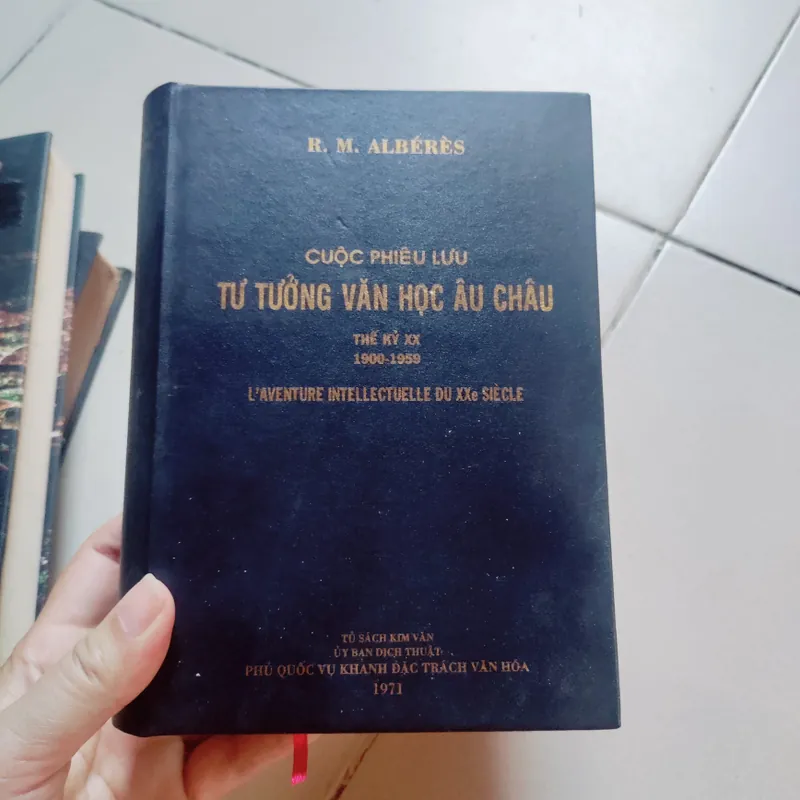 R. M. ALBÉRÈS
CUỘC PHIÊU LƯU
TƯ TƯỞNG VĂN HỌC ÂU CHÂU
THẾ KỶ XX
1900-1959
L'AVENTURE INTELLECTUELLE DU XXe SIÈCLE
TỦ SÁCH KIM VĂN
ỦY BAN DỊCH THUẬT
PHỦ QUỐC VỤ KHANH ĐẶC TRÁCH VĂN HÓA
1971